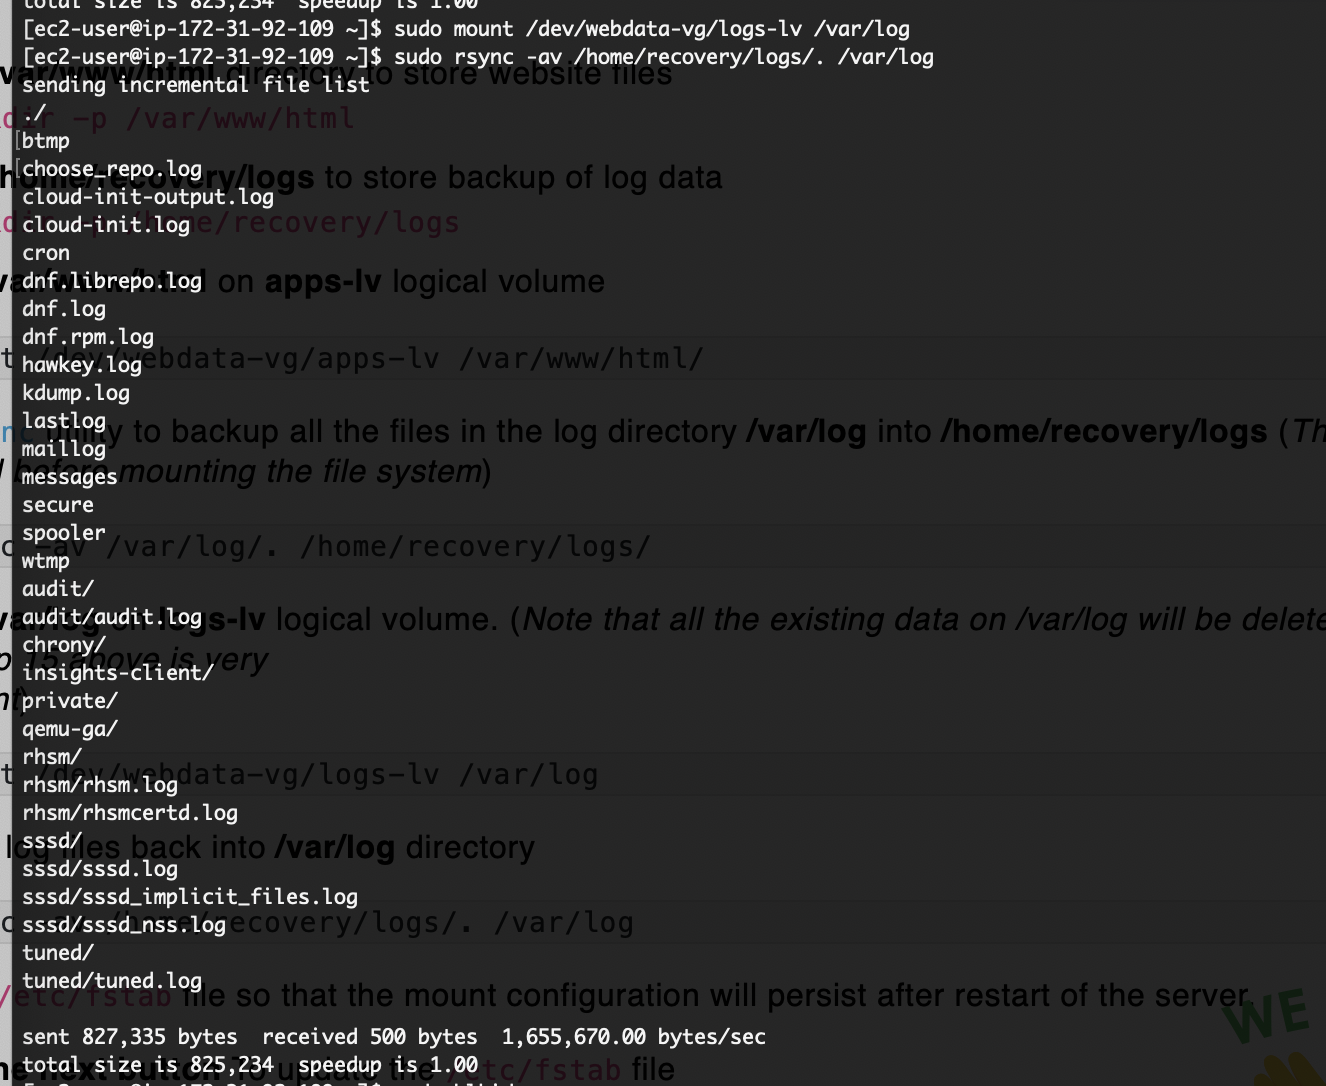 total size is 825,234  speedup is 1.00
[ec2-user@ip-172-31-92-109 ~]$ sudo mount /dev/webdata-vg/logs-lv /var/log
[ec2-user@ip-172-31-92-109 ~]$ sudo rsync -av /home/recovery/logs/. /var/log
var/www/html directory to store website files
sending incremental file list
./
dir -p /var/www/html
btmp
choose_repo.log
home/recovery/logs to store backup of log data
cloud-init-output.log
cloud-init.log
dir -p /home/recovery/logs
cron
dnf.librepo.log
var/www/html on apps-lv logical volume
dnf.log
dnf.rpm.log
t /dev/webdata-vg/apps-lv /var/www/html/
hawkey.log
kdump.log
lastlog
utility to backup all the files in the log directory /var/log into /home/recovery/logs (Th
maillog
before mounting the file system)
messages
secure
spooler
c -av /var/log/. /home/recovery/logs/
wtmp
audit/
audit/audit.log
var/log on logs-lv logical volume. (Note that all the existing data on /var/log will be delete
chrony/
p 15 above is very
insights-client/
private/
qemu-ga/
rhsm/
t /dev/webdata-vg/logs-lv /var/log
rhsm/rhsm.log
rhsm/rhsmcertd.log
sssd/
log files back into /var/log directory
sssd/sssd.log
sssd/sssd_implicit_files.log
sssd/sssd_nss.log
c -av /home/recovery/logs/. /var/log
tuned/
tuned/tuned.log
/etc/fstab file so that the mount configuration will persist after restart of the server.
WE
sent 827,335 bytes  received 500 bytes  1,655,670.00 bytes/sec
total size is 825,234  speedup is 1.00
he next button To update the /etc/fstab file